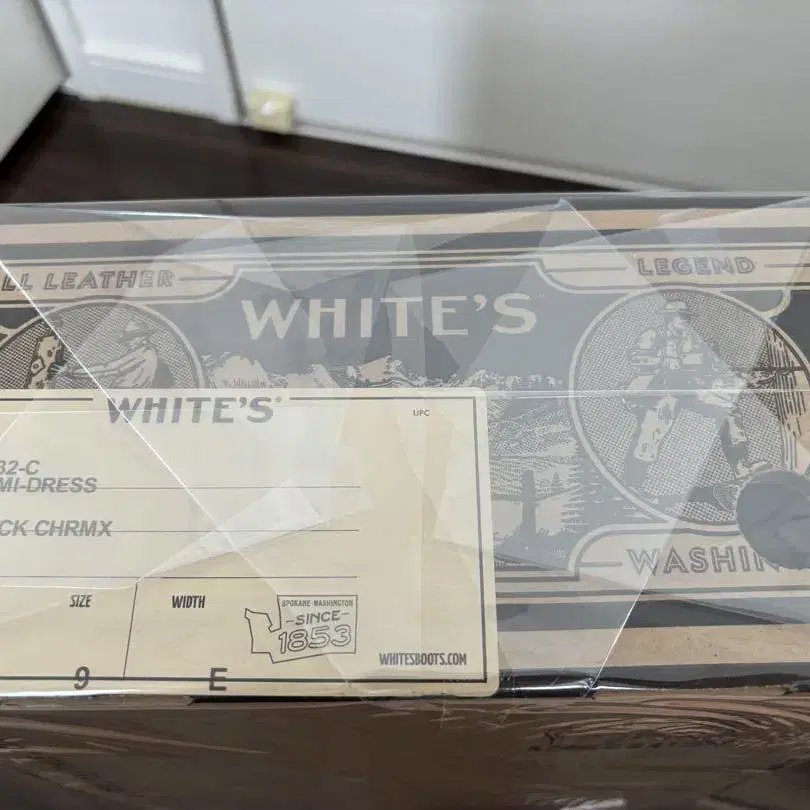 LL LEATHER
LEGEND
WHITE'S
WHITE'S®
UPC
32-C
MI-DRESS
CK CHRMX
SIZE
WIDTH
SPOKANE-WASHINGTON
-SINCE-
1853
WHITESBOOTS.COM
9
E
WASHIN